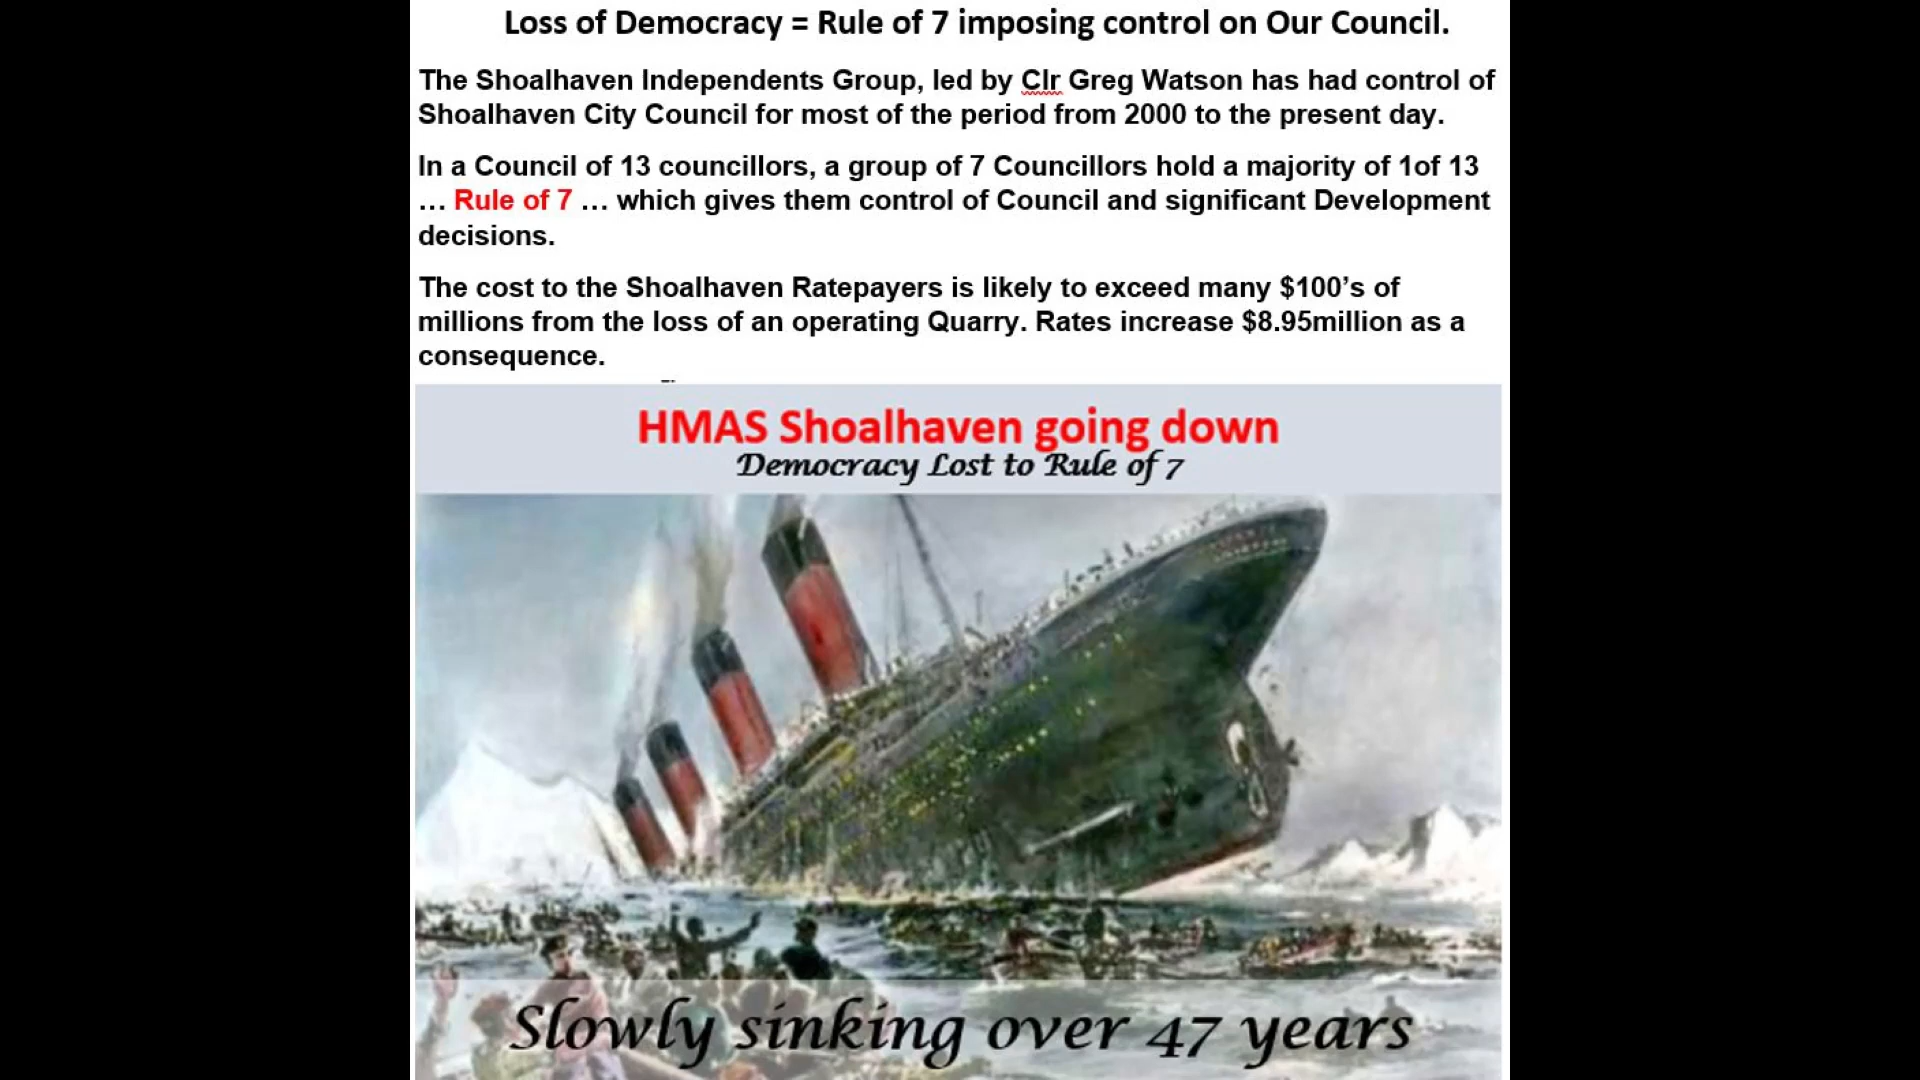 Loss of Democracy = Rule of 7 imposing control on Our Council.
The Shoalhaven Independents Group, led by Clr Greg Watson has had control of
Shoalhaven City Council for most of the period from 2000 to the present day.
In a Council of 13 councillors, a group of 7 Councillors hold a majority of 1of 13
… Rule of 7 … which gives them control of Council and significant Development
decisions.
The cost to the Shoalhaven Ratepayers is likely to exceed many $100’s of
millions from the loss of an operating Quarry. Rates increase $8.95million as a
consequence.
HMAS Shoalhaven going down
Democracy Lost to Rule of 7
Slowly sinking over 47 years